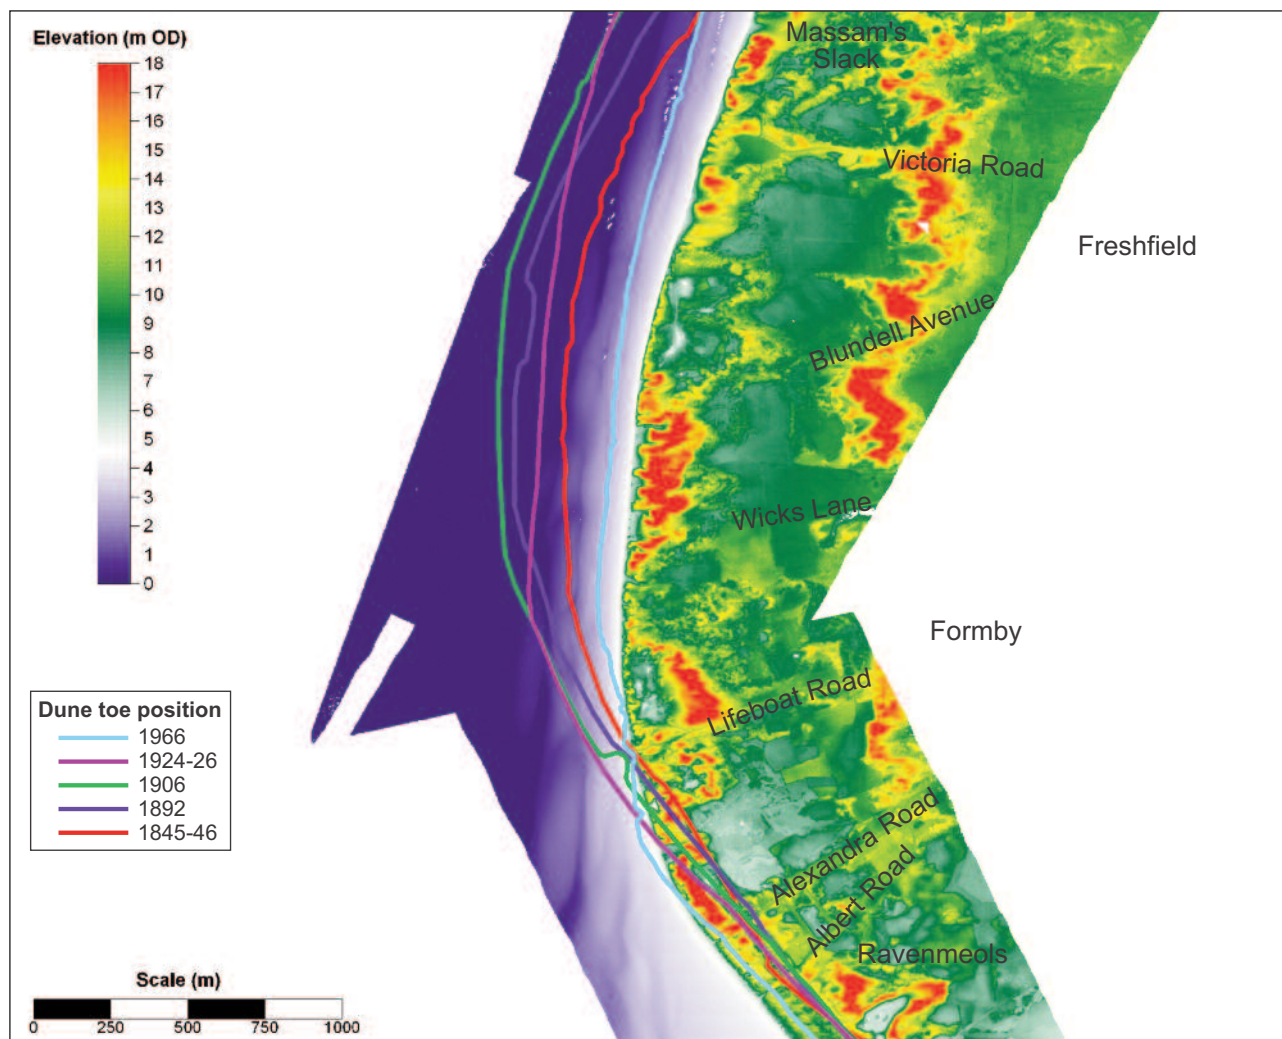 Elevation (m OD)
18
17
16
15
14
13
12
11
10
9
8
7
6
5
4
3
2
1
0
Massam's
Slack
Victoria Road
Freshfield
Blundell Avenue
Wicks Lane
Formby
Lifeboat Road
Alexandra Road
Albert Road
Ravenmeols
Dune toe position
1966
1924-26
1906
1892
1845-46
Scale (m)
0 250 500 750 1000